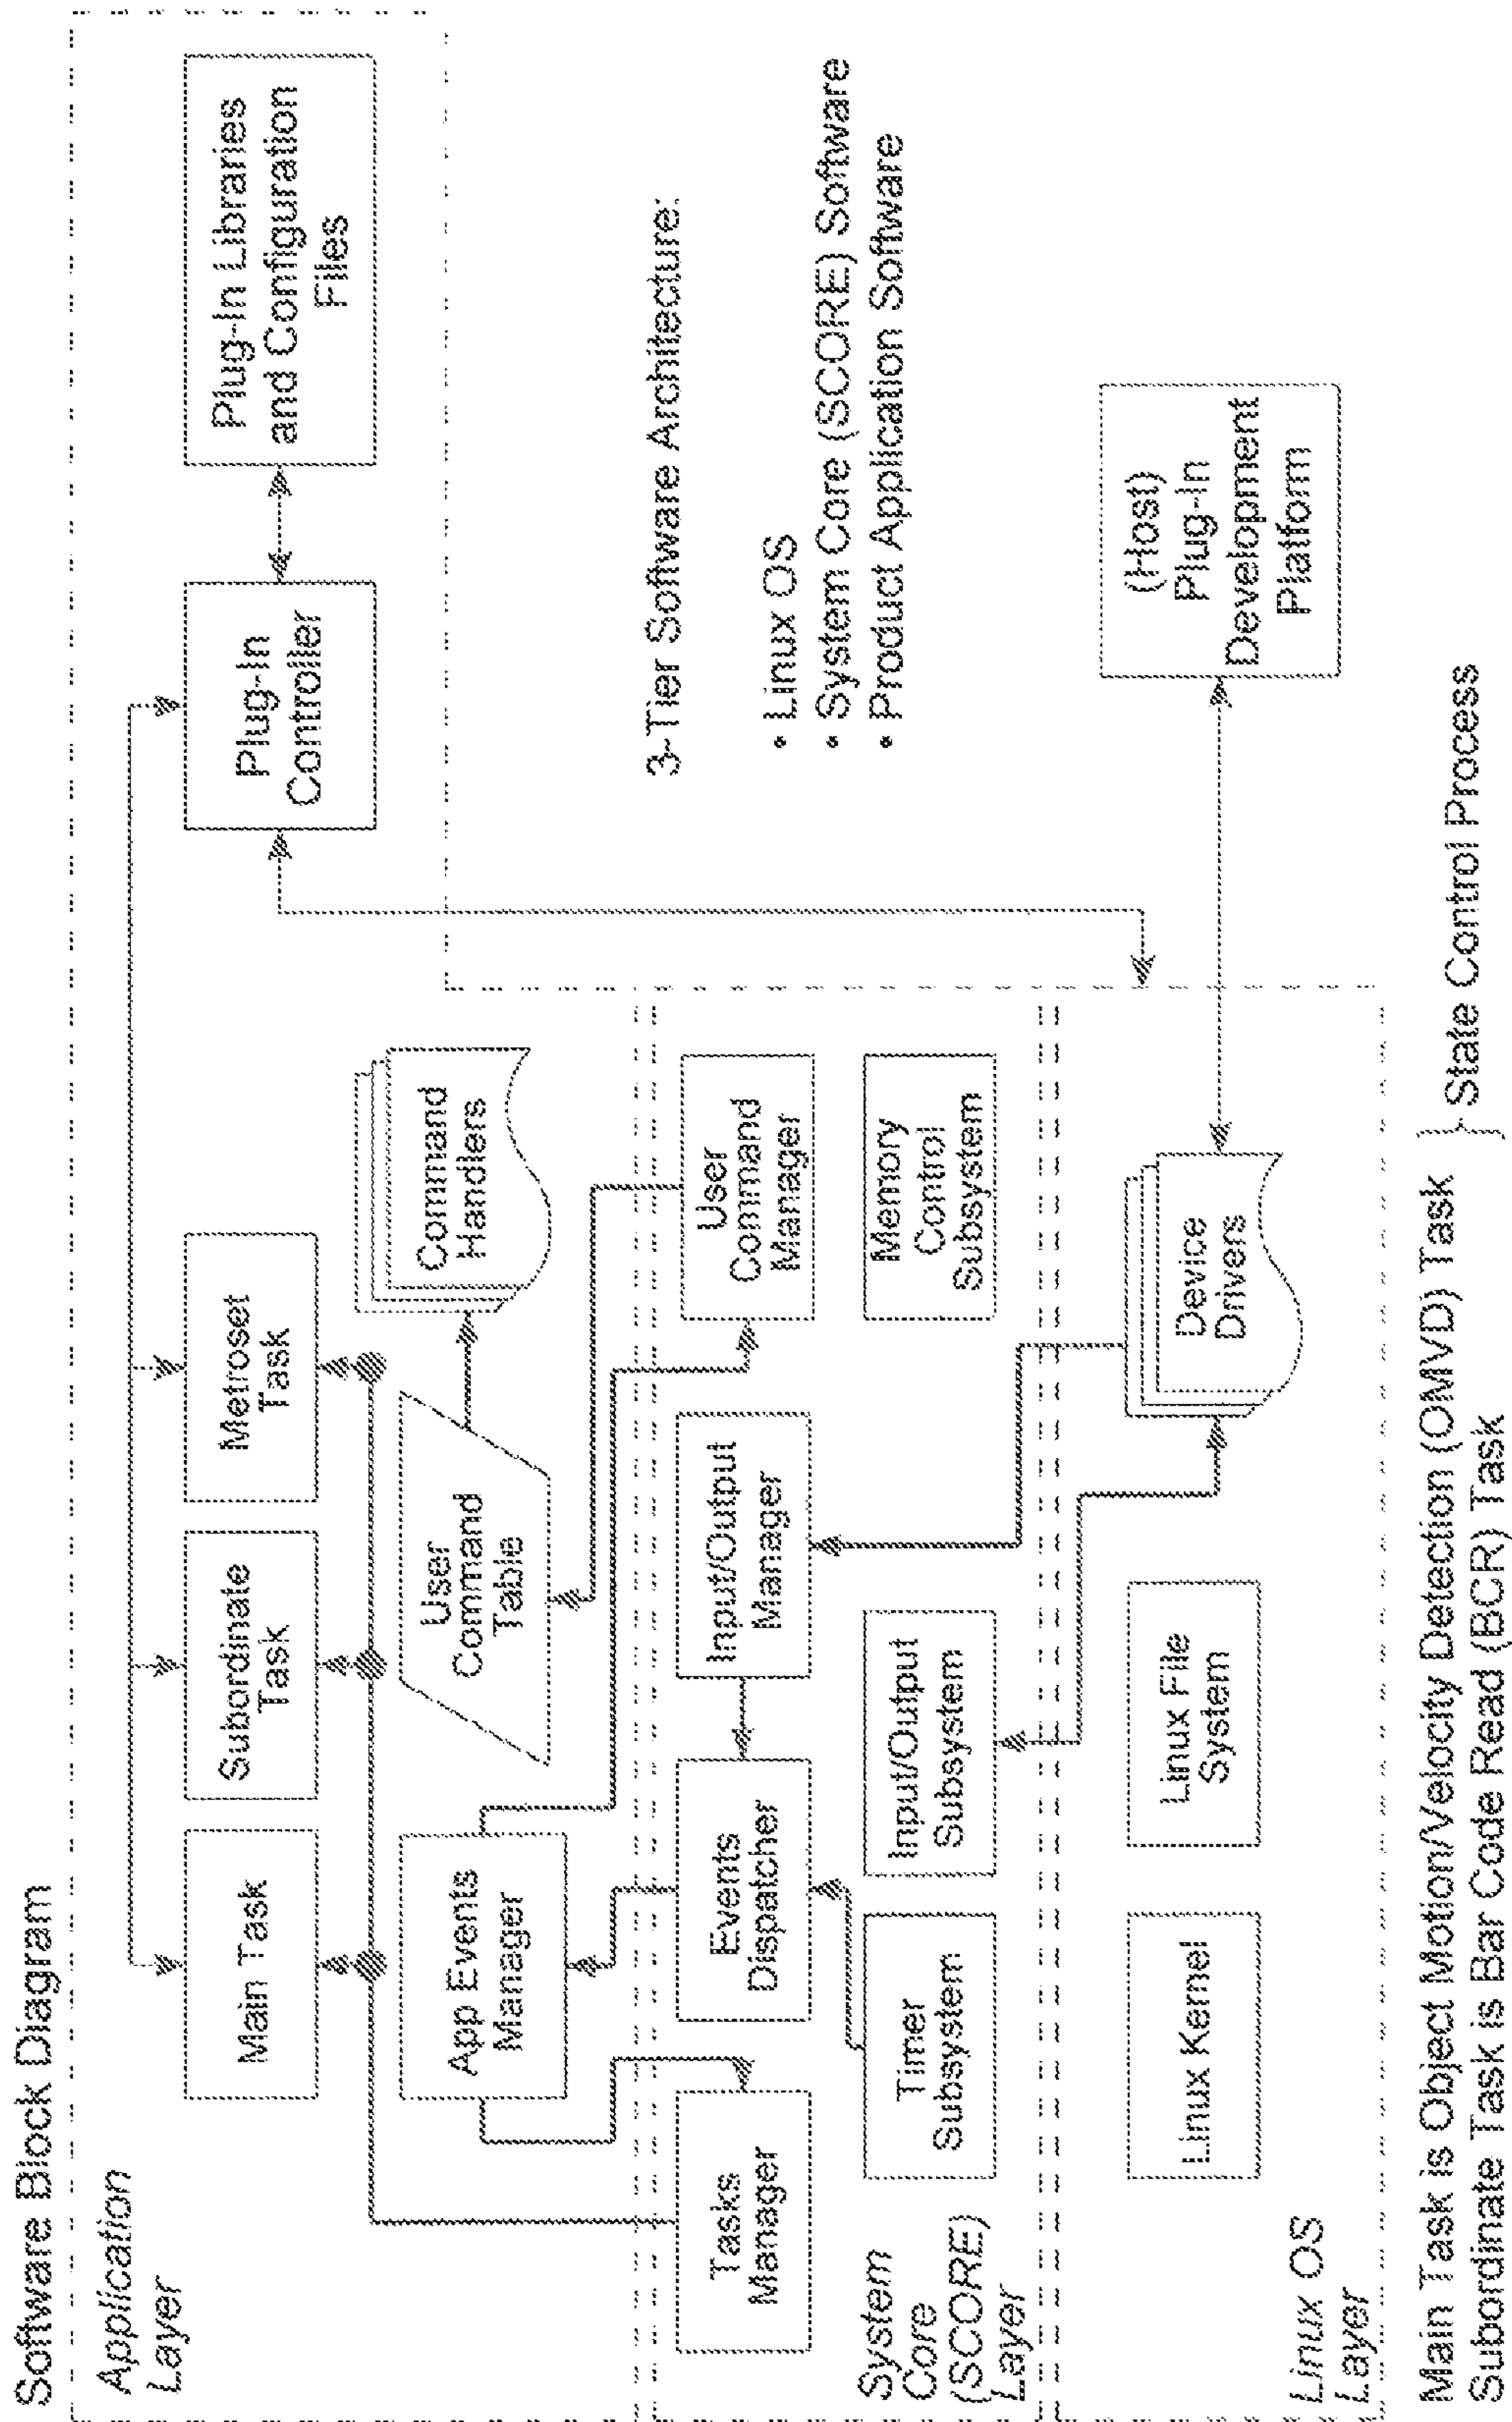 Software Block Diagram
Application
Layer
Main Task
Subordinate
Task
Metroset
Task
Plug-In
Controller
Plug-In Libraries
and Configuration
Files
App Events
Manager
User
Command
Table
Command
Handlers
3-Tier Software Architecture:
• Linux OS
• System Core (SCORE) Software
• Product Application Software
Tasks
Manager
Events
Dispatcher
Input/Output
Manager
User
Command
Manager
System
Core
(SCORE)
Layer
Timer
Subsystem
Input/Output
Subsystem
Memory
Control
Subsystem
Linux OS
Layer
Linux Kernel
Linux File
System
Device
Drivers
(Host)
Plug-In
Development
Platform
Main Task is Object Motion/Velocity Detection (OMVD) Task
Subordinate Task is Bar Code Read (BCR) Task
} State Control Process